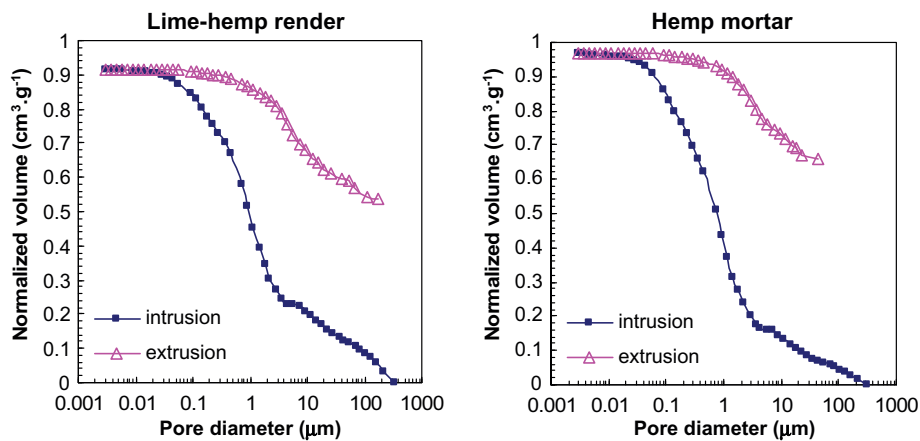 Lime-hemp render
Normalized volume (cm³.g⁻¹)
1
0.9
0.8
0.7
0.6
0.5
0.4
0.3
0.2
0.1
0
intrusion
extrusion
0.001 0.01 0.1 1 10 100 1000
Pore diameter (µm)
Hemp mortar
Normalized volume (cm³.g⁻¹)
1
0.9
0.8
0.7
0.6
0.5
0.4
0.3
0.2
0.1
0
intrusion
extrusion
0.001 0.01 0.1 1 10 100 1000
Pore diameter (µm)